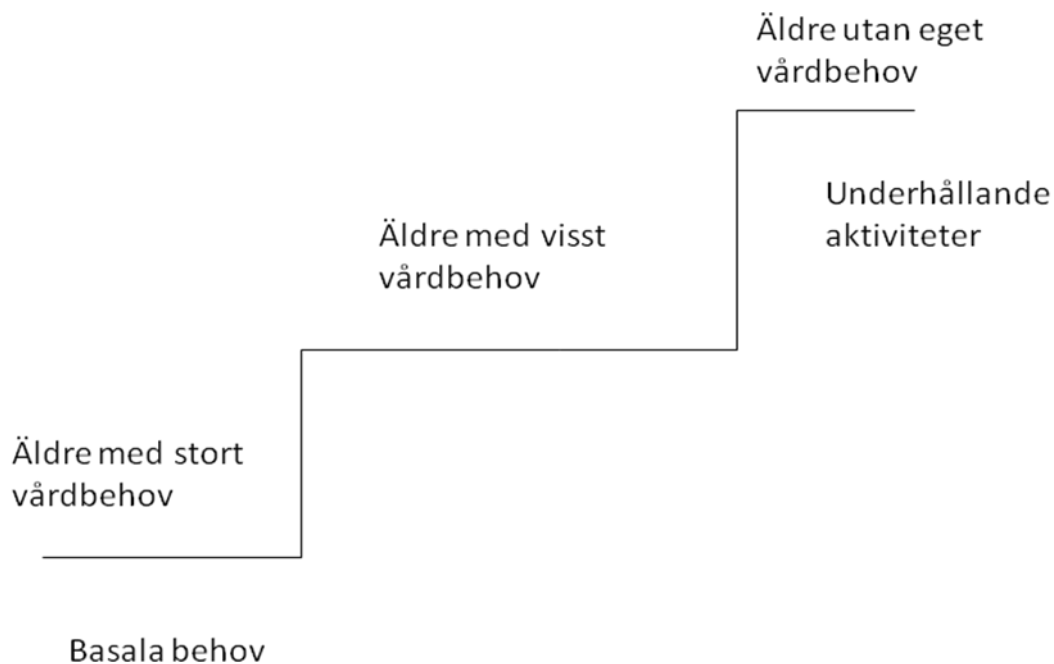 Äldre utan eget
vårdbehov
Underhållande
aktiviteter
Äldre med visst
vårdbehov
Äldre med stort
vårdbehov
Basala behov